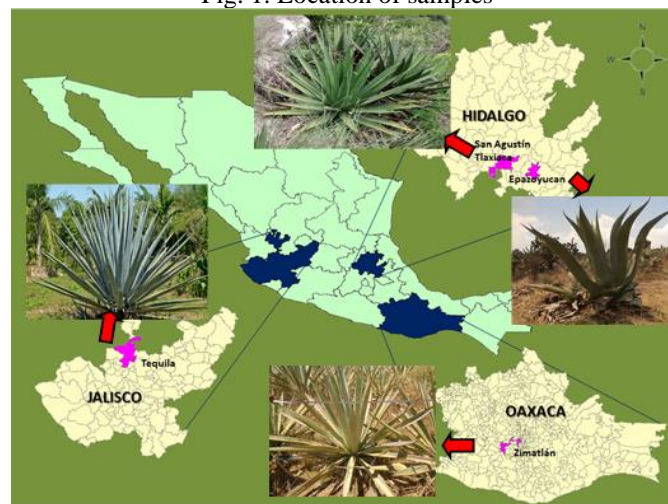 Fig. 1. Location of samples
N
W
E
S
HIDALGO
San Agustín
Tlaxiaca
Epazoyucan
Tequila
JALISCO
OAXACA
Zimatlán